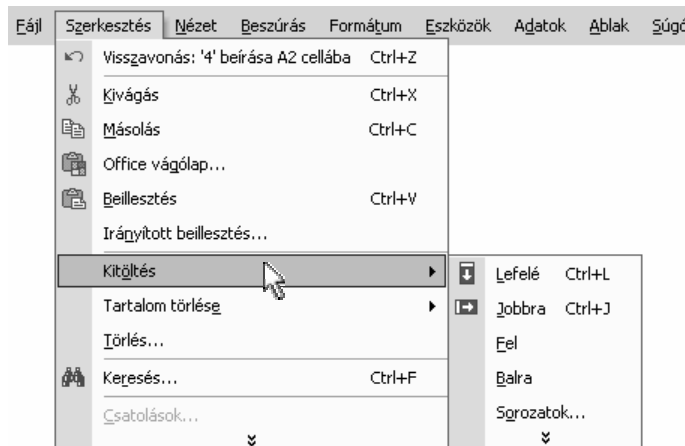 Fájl Szerkesztés Nézet Beszúrás Formátum Eszközök Adatok Ablak Súgó
Visszavonás: '4' beírása A2 cellába Ctrl+Z
Kivágás Ctrl+X
Másolás Ctrl+C
Office vágólap...
Beillesztés Ctrl+V
Irányított beillesztés...
Kitöltés
Tartalom törlése
Törlés...
Keresés... Ctrl+F
Csatolások...
Lefelé Ctrl+L
Jobbra Ctrl+J
Fel
Balra
Sorozatok...